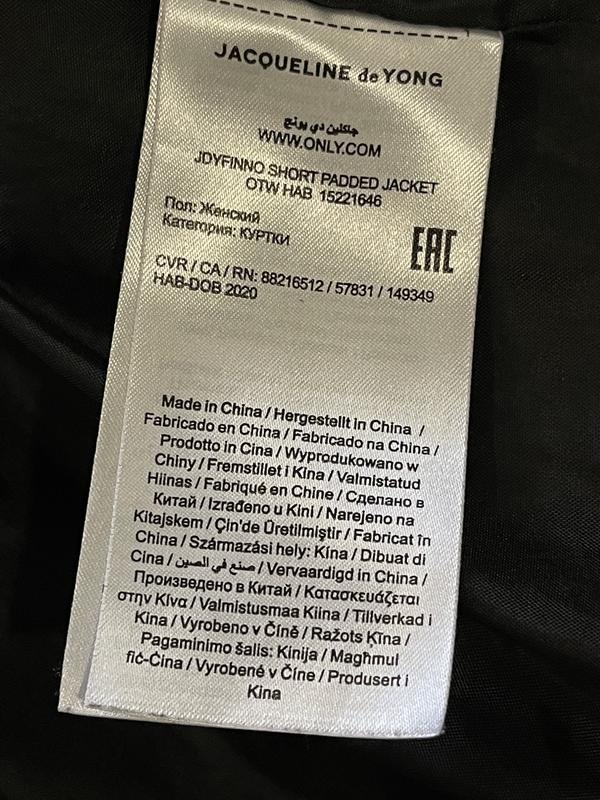 JACQUELINE de YONG
جاكلين دي يونج
WWW.ONLY.COM
JDYFINNO SHORT PADDED JACKET
OTW HAB 15221646
Пол: Женский
Категория: КУРТКИ
EAC
CVR / CA / RN: 88216512 / 57831 / 149349
HAB-DOB 2020
Made in China / Hergestellt in China /
Fabricado en China / Fabricado na China /
Prodotto in Cina / Wyprodukowano w
Chiny / Fremstillet i Kina / Valmistatud
Hiinas / Fabriqué en Chine / Сделано в
Китай / Izrađeno u Kini / Narejeno na
Kitajskem / Çin'de Üretilmiştir / Fabricat în
China / Származási hely: Kína / Dibuat di
Cina / صنع في الصين / Vervaardigd in China /
Произведено в Китай / Κατασκευάζεται
στην Κίνα / Valmistusmaa Kiina / Tillverkad i
Kina / Vyrobeno v Číně / Ražots Ķīna /
Pagaminimo šalis: Kinija / Magħmul
fiċ-Ċina / Vyrobené v Číne / Produsert i
Kina